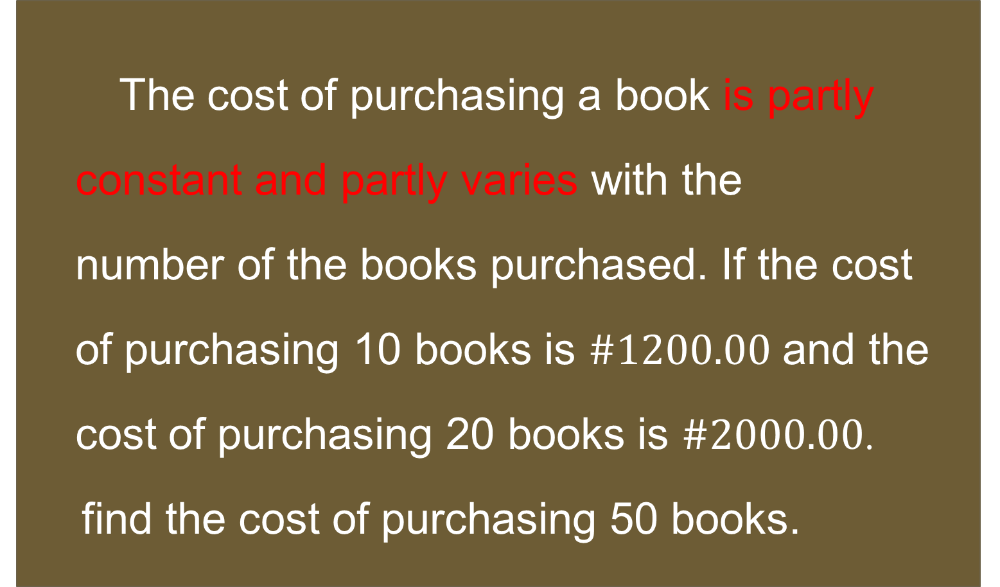 The cost of purchasing a book is partly
constant and partly varies with the
number of the books purchased. If the cost
of purchasing 10 books is #1200.00 and the
cost of purchasing 20 books is #2000.00.
find the cost of purchasing 50 books.